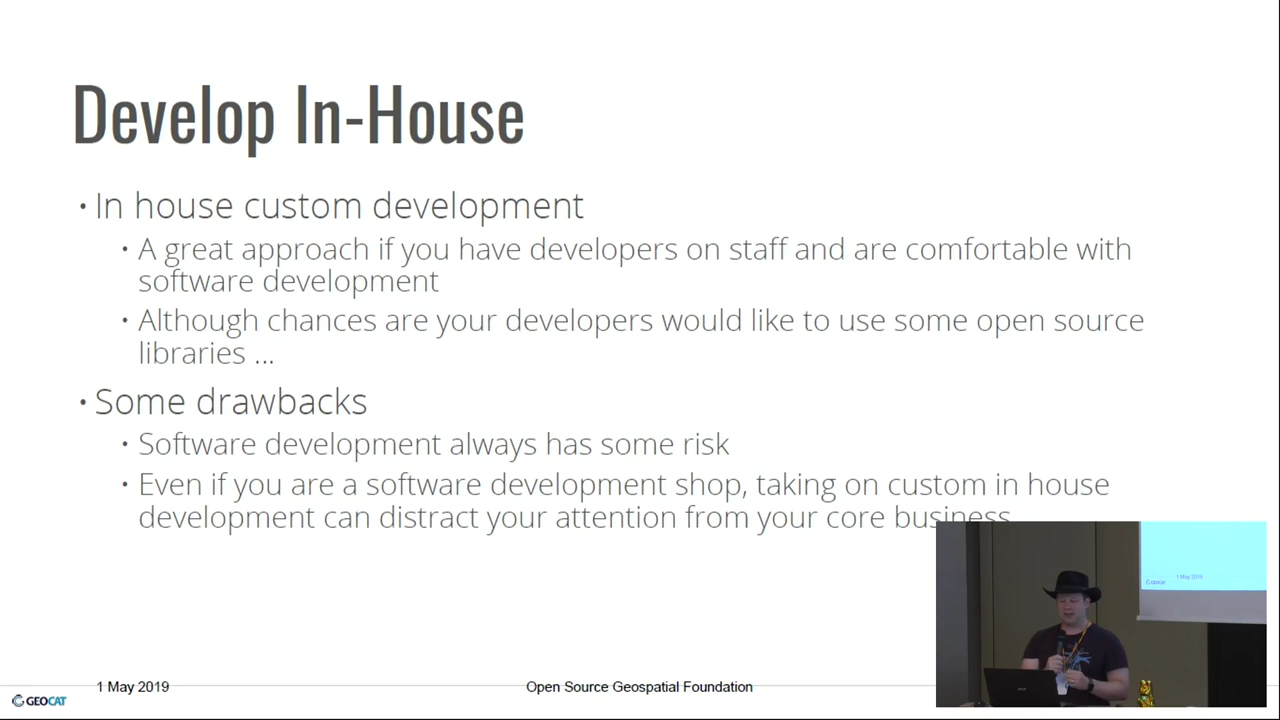 Develop In-House
• In house custom development
• A great approach if you have developers on staff and are comfortable with
software development
• Although chances are your developers would like to use some open source
libraries ...
• Some drawbacks
• Software development always has some risk
• Even if you are a software development shop, taking on custom in house
development can distract your attention from your core business
1 May 2019
1 May 2019
Open Source Geospatial Foundation
GEOCAT